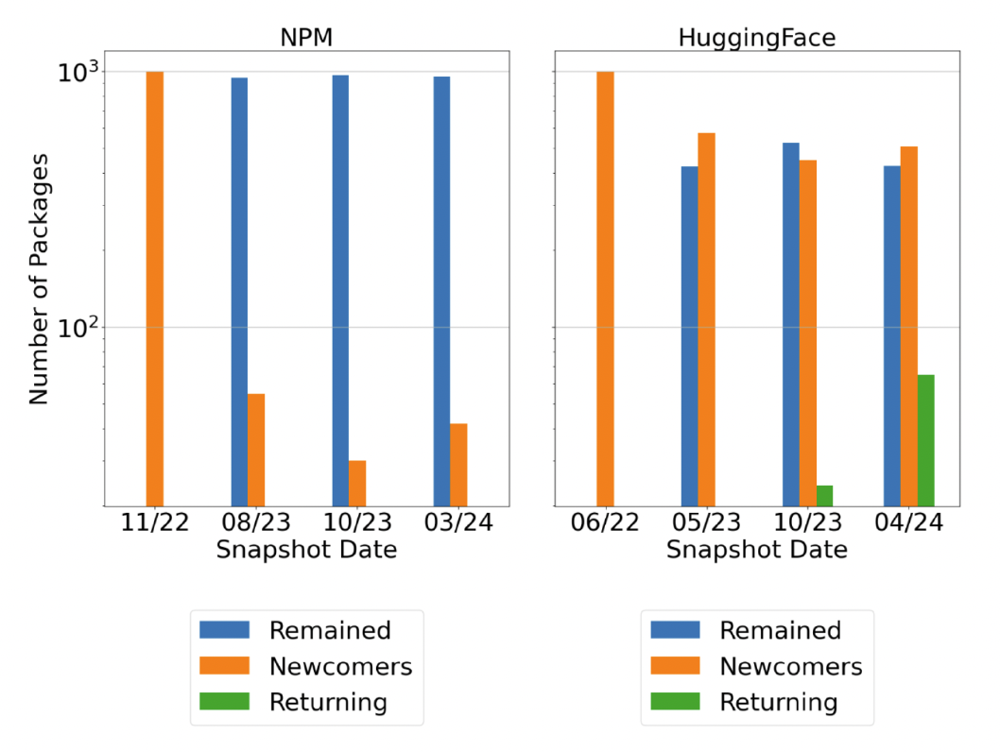 NPM
HuggingFace
Number of Packages
10³
10²
11/22 08/23 10/23 03/24
Snapshot Date
06/22 05/23 10/23 04/24
Snapshot Date
Remained
Newcomers
Returning
Remained
Newcomers
Returning